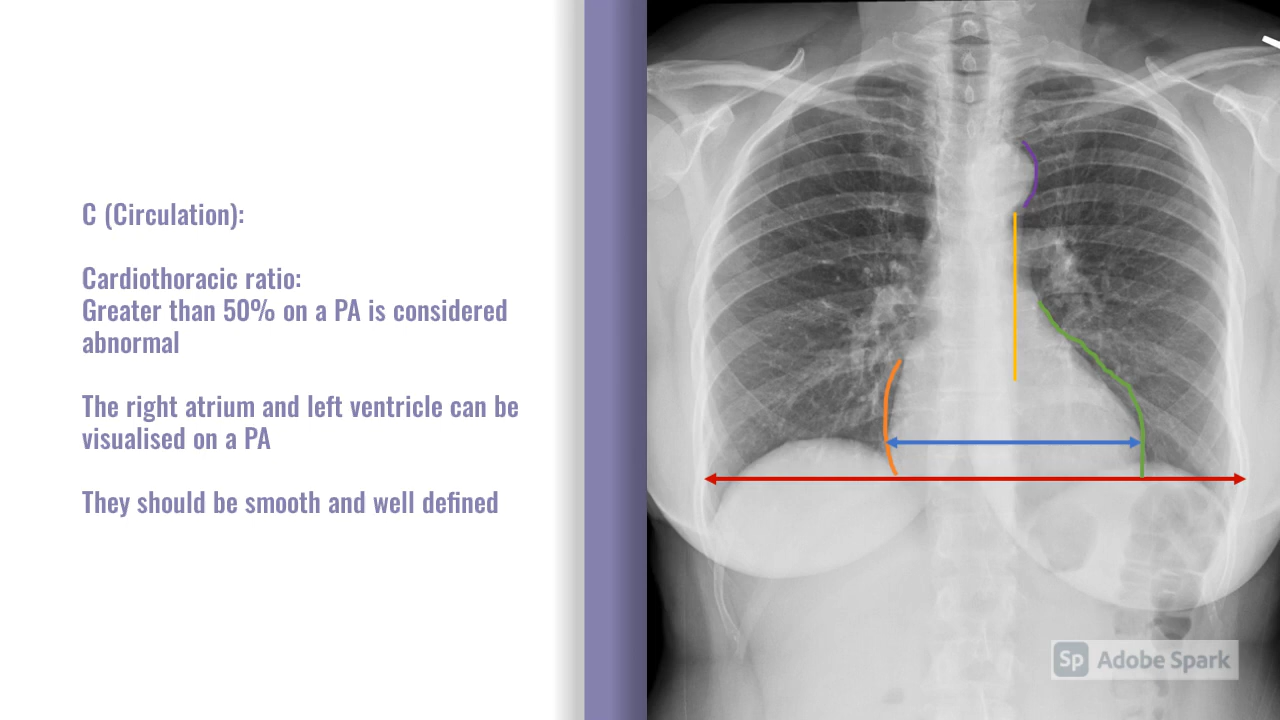 C (Circulation):
Cardiothoracic ratio:
Greater than 50% on a PA is considered
abnormal
The right atrium and left ventricle can be
visualised on a PA
They should be smooth and well defined
Sp Adobe Spark